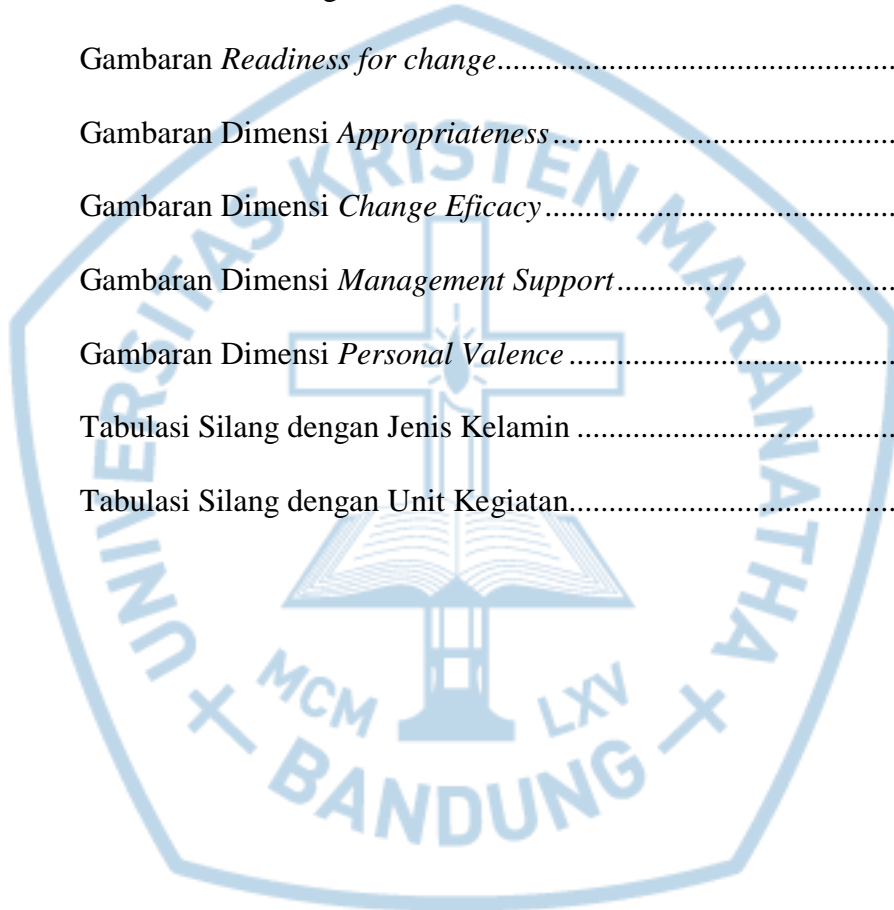 Gambaran Readiness for change..................................................
Gambaran Dimensi Appropriateness...........................................
Gambaran Dimensi Change Eficacy............................................
Gambaran Dimensi Management Support...................................
Gambaran Dimensi Personal Valence.........................................
Tabulasi Silang dengan Jenis Kelamin........................................
Tabulasi Silang dengan Unit Kegiatan.........................................
UNIVERSITAS KRISTEN MARANATHA
MCM LXV
BANDUNG